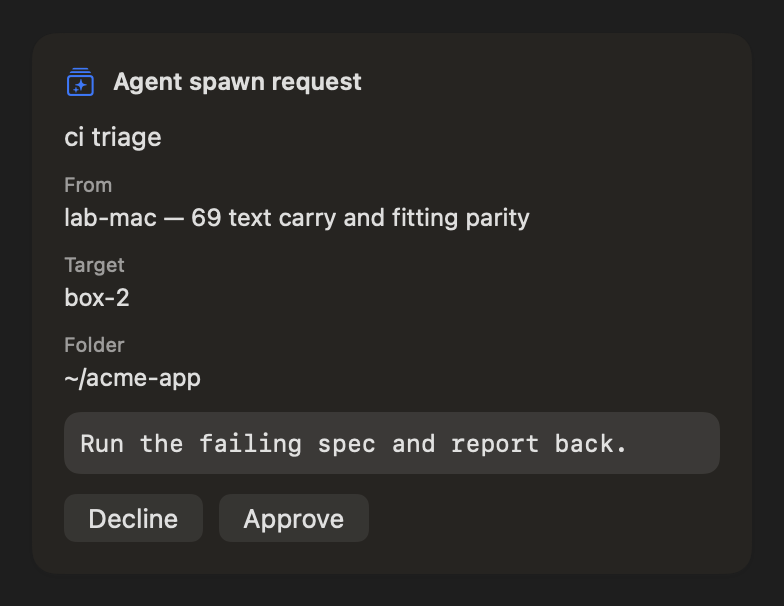 Agent spawn request
ci triage
From
lab-mac — 69 text carry and fitting parity
Target
box-2
Folder
~/acme-app
Run the failing spec and report back.
Decline
Approve